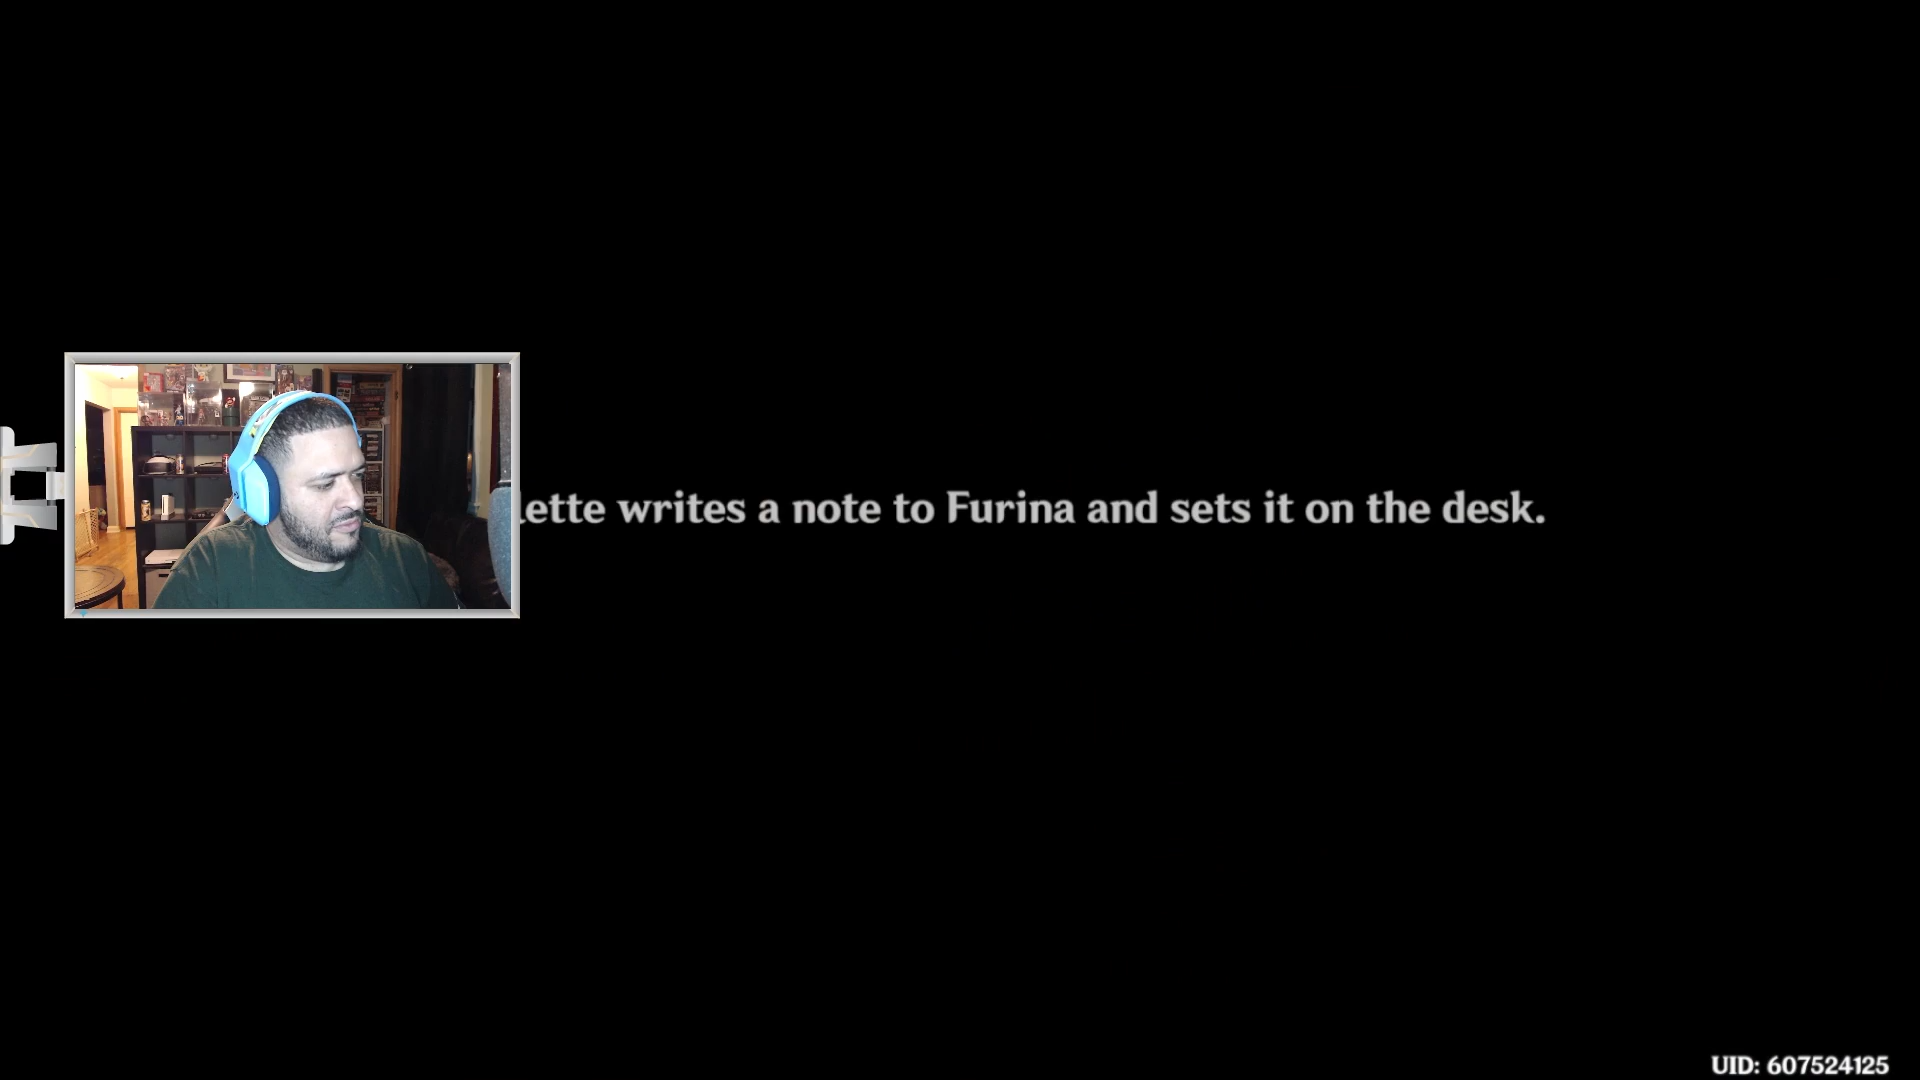 lette writes a note to Furina and sets it on the desk.
UID: 607524125